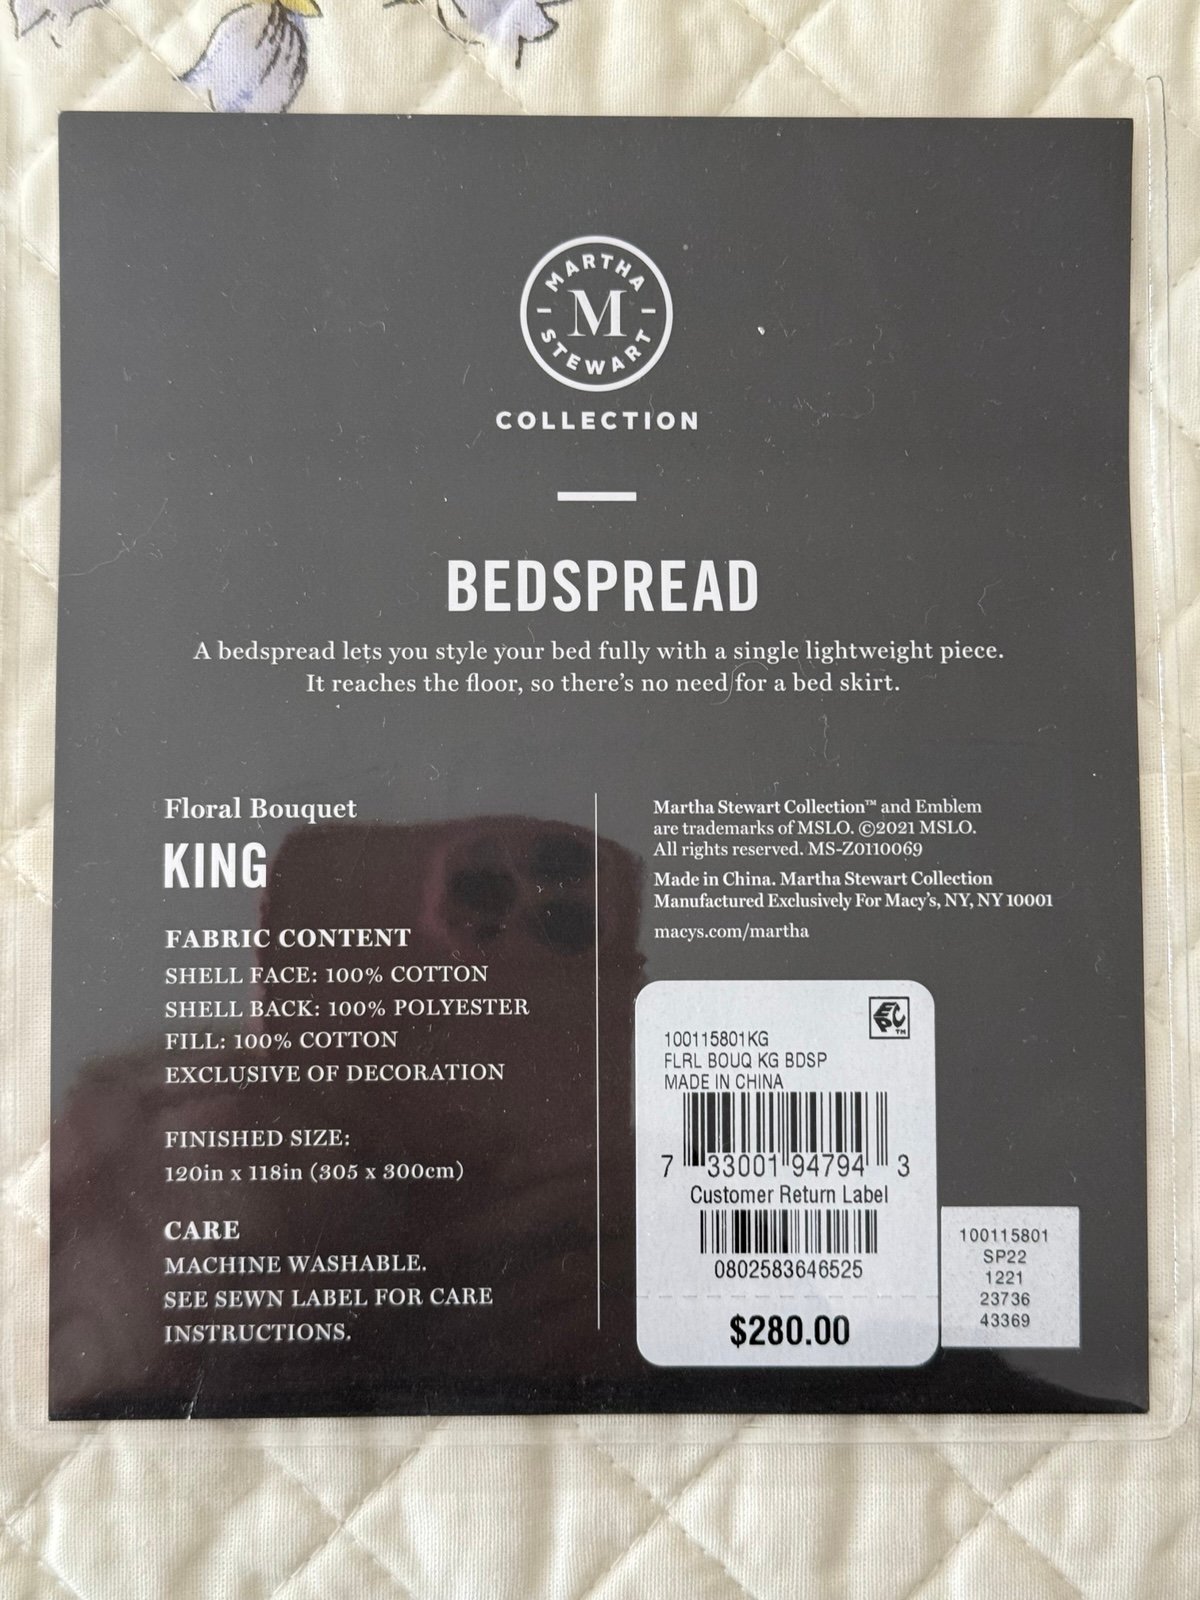 MARTHA
M
STEWART
COLLECTION
BEDSPREAD
A bedspread lets you style your bed fully with a single lightweight piece.
It reaches the floor, so there's no need for a bed skirt.
Floral Bouquet
KING
FABRIC CONTENT
SHELL FACE: 100% COTTON
SHELL BACK: 100% POLYESTER
FILL: 100% COTTON
EXCLUSIVE OF DECORATION
FINISHED SIZE:
120in x 118in (305 x 300cm)
CARE
MACHINE WASHABLE.
SEE SEWN LABEL FOR CARE
INSTRUCTIONS.
Martha Stewart Collection™ and Emblem
are trademarks of MSLO. ©2021 MSLO.
All rights reserved. MS-Z0110069
Made in China. Martha Stewart Collection
Manufactured Exclusively For Macy's, NY, NY 10001
macys.com/martha
EPC™
100115801KG
FLRL BOUQ KG BDSP
MADE IN CHINA
7 33001 94794 3
Customer Return Label
0802583646525
$280.00
100115801
SP22
1221
23736
43369